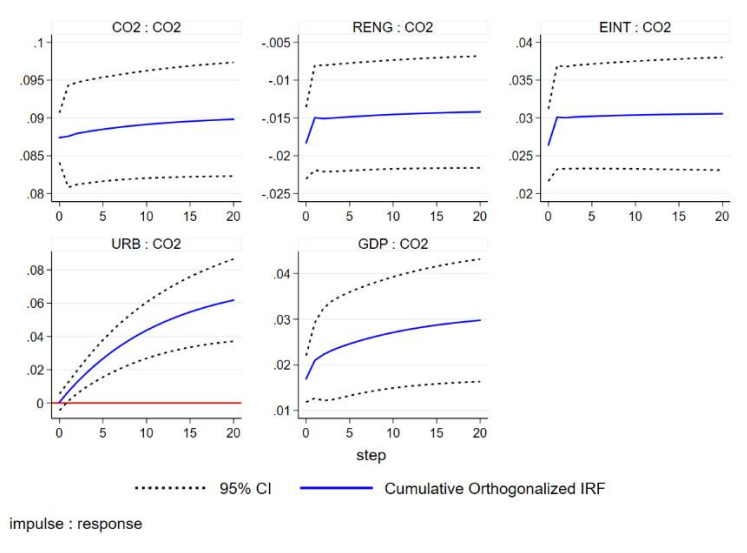 CO2 : CO2
RENG : CO2
EINT : CO2
.1
.095
.09
.085
.08
0 5 10 15 20
-.005
-.01
-.015
-.02
-.025
0 5 10 15 20
.04
.035
.03
.025
.02
0 5 10 15 20
URB : CO2
GDP : CO2
.08
.06
.04
.02
0
0 5 10 15 20
.04
.03
.02
.01
0 5 10 15 20
step
95% CI Cumulative Orthogonalized IRF
impulse : response